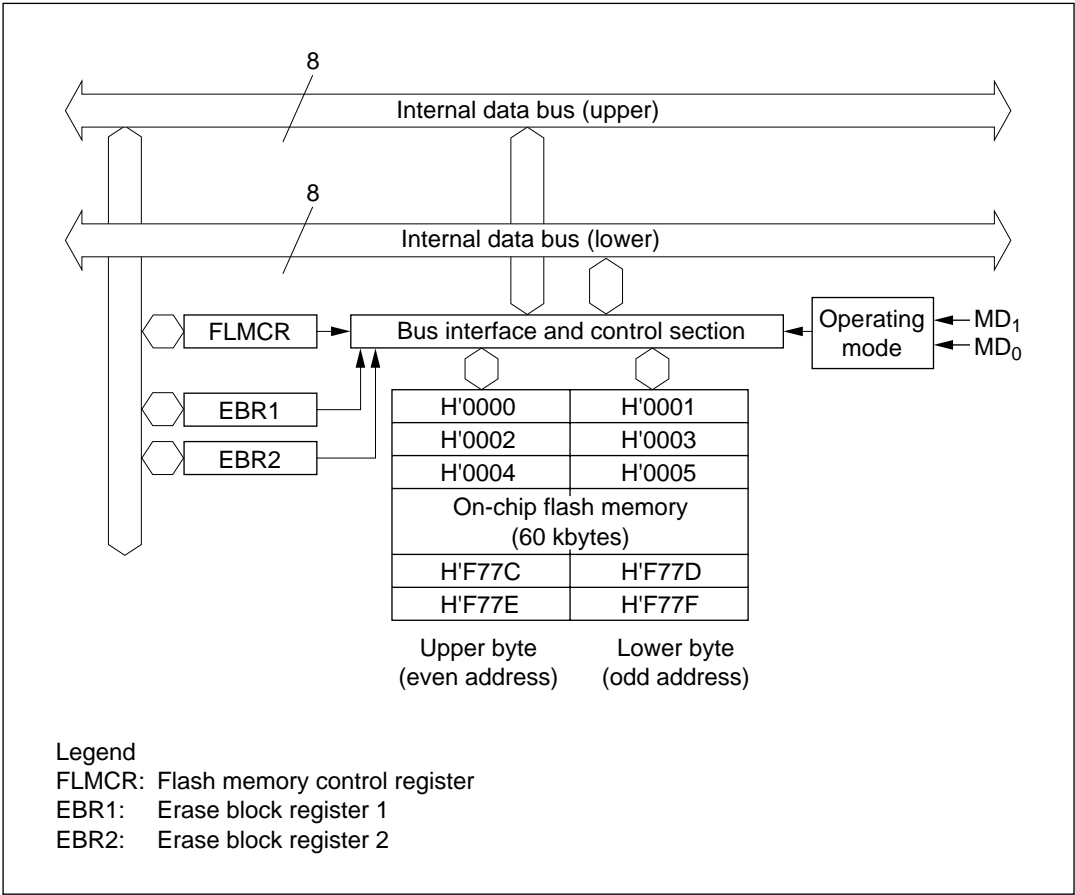 8
Internal data bus (upper)
8
Internal data bus (lower)
FLMCR
Bus interface and control section
Operating
mode
MD1
MD0
EBR1
EBR2
H'0000 H'0001
H'0002 H'0003
H'0004 H'0005
On-chip flash memory
(60 kbytes)
H'F77C H'F77D
H'F77E H'F77F
Upper byte
(even address)
Lower byte
(odd address)
Legend
FLMCR: Flash memory control register
EBR1: Erase block register 1
EBR2: Erase block register 2